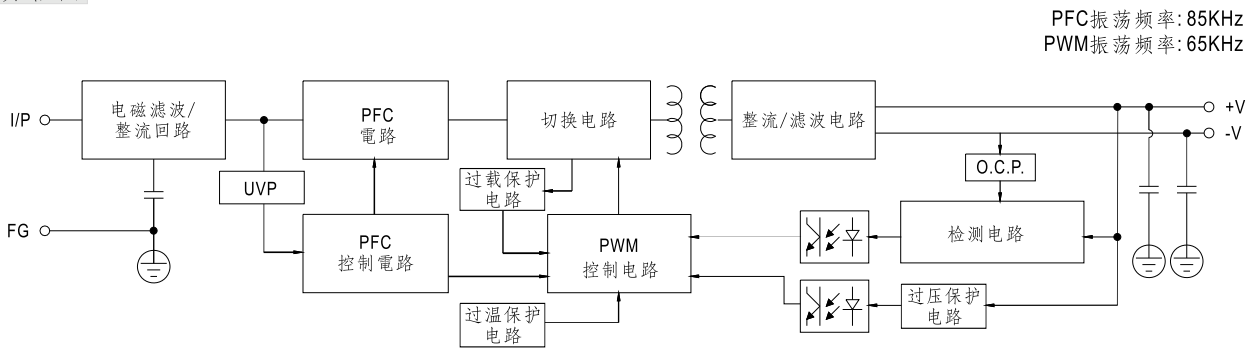 PFC振荡频率:85KHz
PWM振荡频率:65KHz
I/P
电磁滤波/
整流回路
PFC
電路
切换电路
整流/滤波电路
+V
-V
UVP
过载保护
电路
O.C.P.
FG
PFC
控制電路
PWM
控制电路
检测电路
过温保护
电路
过压保护
电路